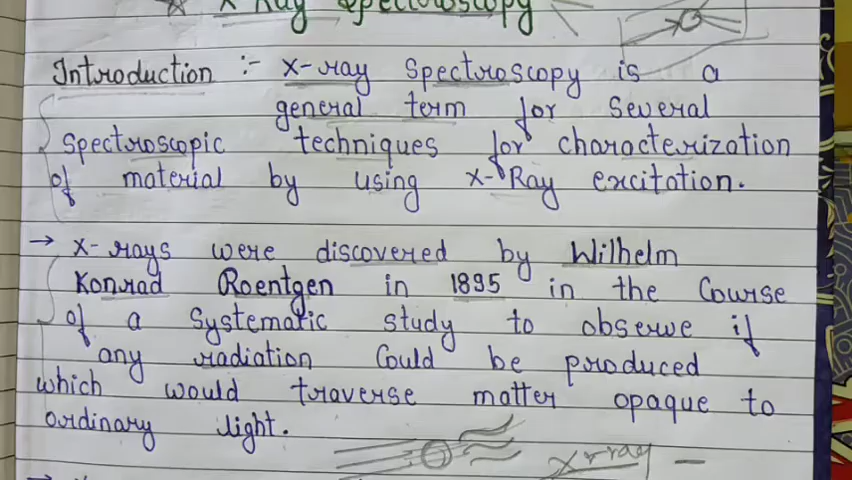 * X Ray Spectroscopy
Introduction :- X-ray Spectroscopy is a
general term for several
spectroscopic techniques for characterization
of material by using X-Ray excitation.
→ X-rays were discovered by Wilhelm
Konrad Roentgen in 1895 in the Course
of a systematic study to observe if
any radiation Could be produced
which would traverse matter opaque to
ordinary light.
X-ray -